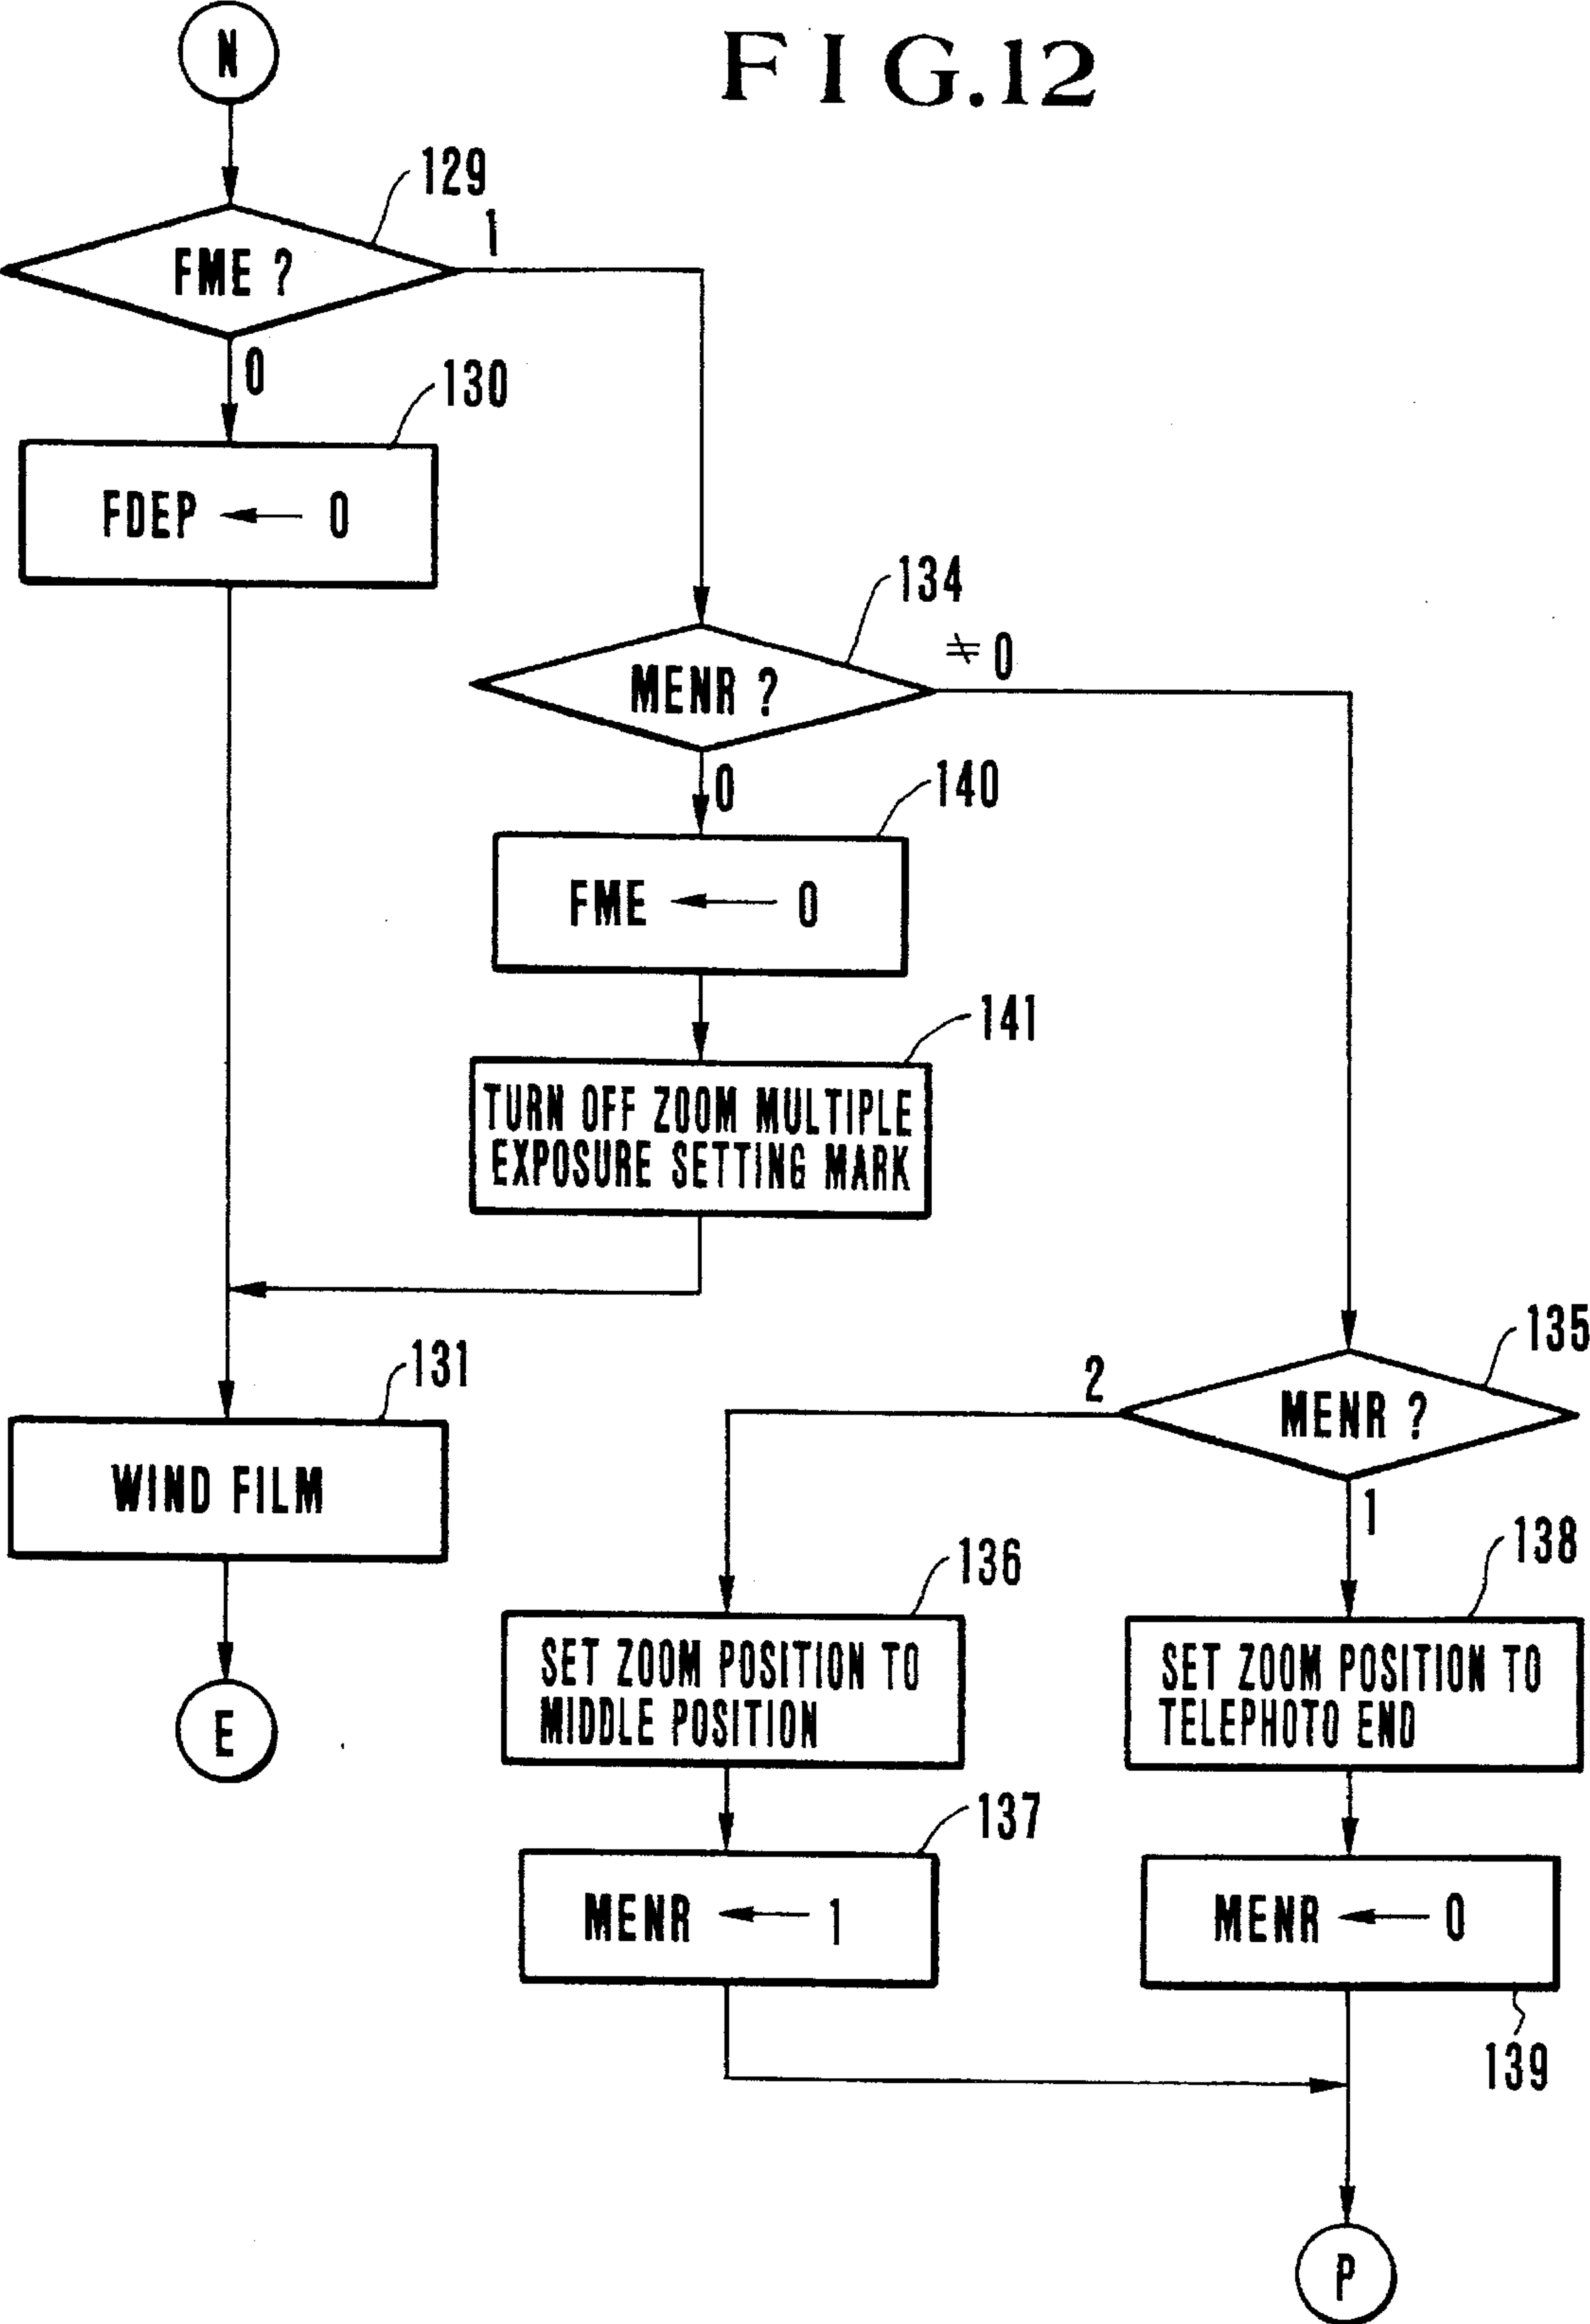 FIG.12
N
129
FME ?
1
0
130
FDEP ← 0
134
MENR ?
≠ 0
0
140
FME ← 0
141
TURN OFF ZOOM MULTIPLE
EXPOSURE SETTING MARK
131
WIND FILM
E
135
MENR ?
2
1
136
SET ZOOM POSITION TO
MIDDLE POSITION
138
SET ZOOM POSITION TO
TELEPHOTO END
137
MENR ← 1
MENR ← 0
139
P